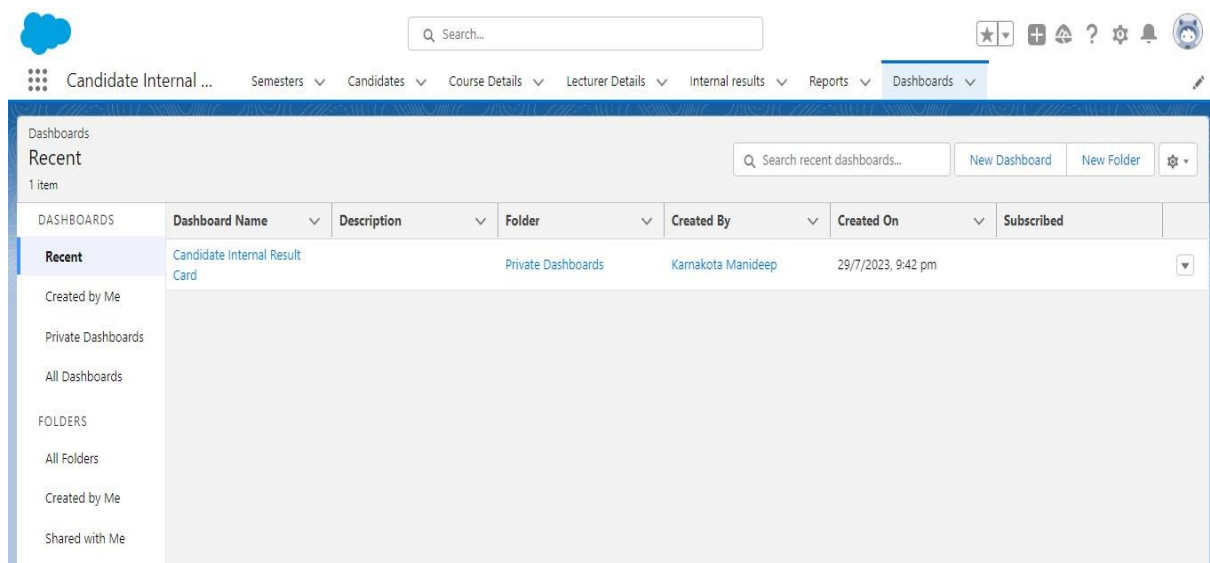 Search...
Candidate Internal ... Semesters Candidates Course Details Lecturer Details Internal results Reports Dashboards
Dashboards
Recent
1 item
Search recent dashboards... New Dashboard New Folder
DASHBOARDS Dashboard Name Description Folder Created By Created On Subscribed
Recent Candidate Internal Result Private Dashboards Karnakota Manideep 29/7/2023, 9:42 pm
Card
Created by Me
Private Dashboards
All Dashboards
FOLDERS
All Folders
Created by Me
Shared with Me